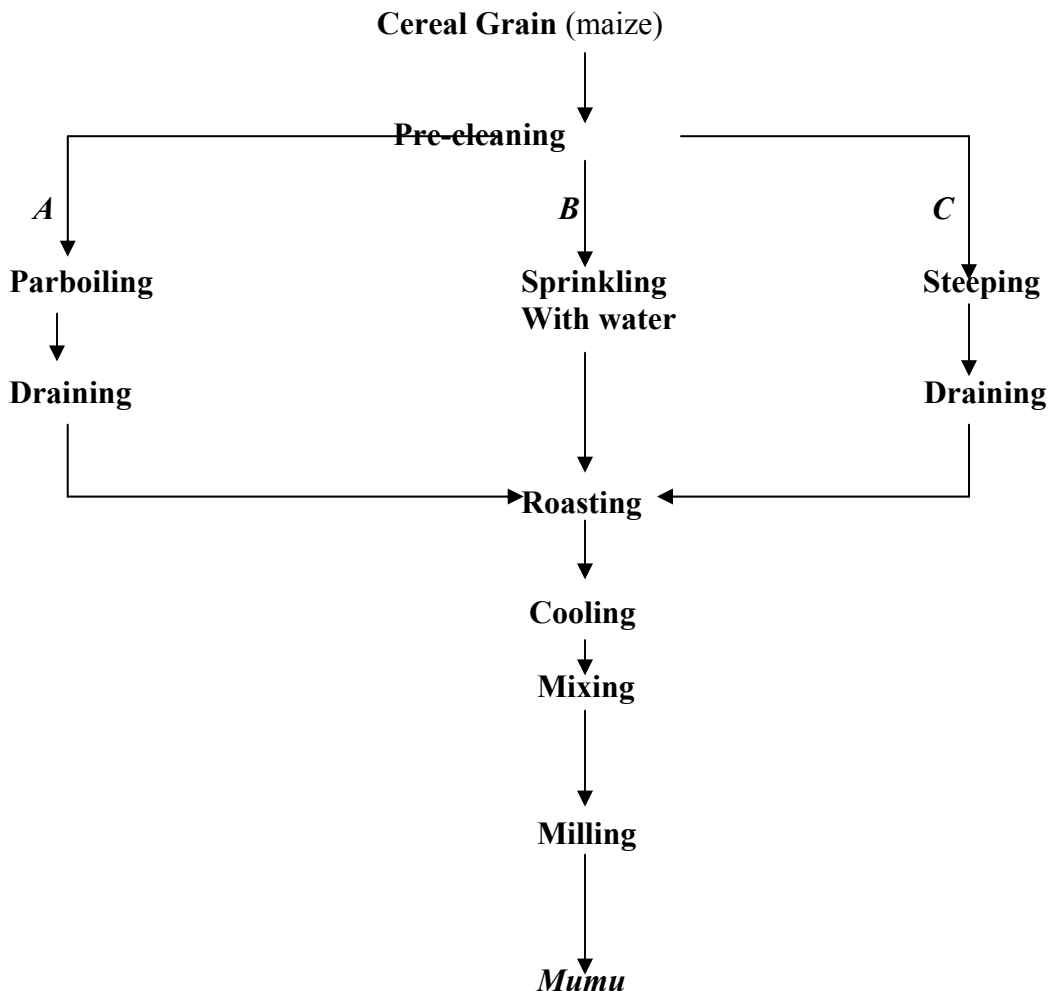 Cereal Grain (maize)
Pre-cleaning
A
B
C
Parboiling
Sprinkling
With water
Steeping
Draining
Draining
Roasting
Cooling
Mixing
Milling
Mumu